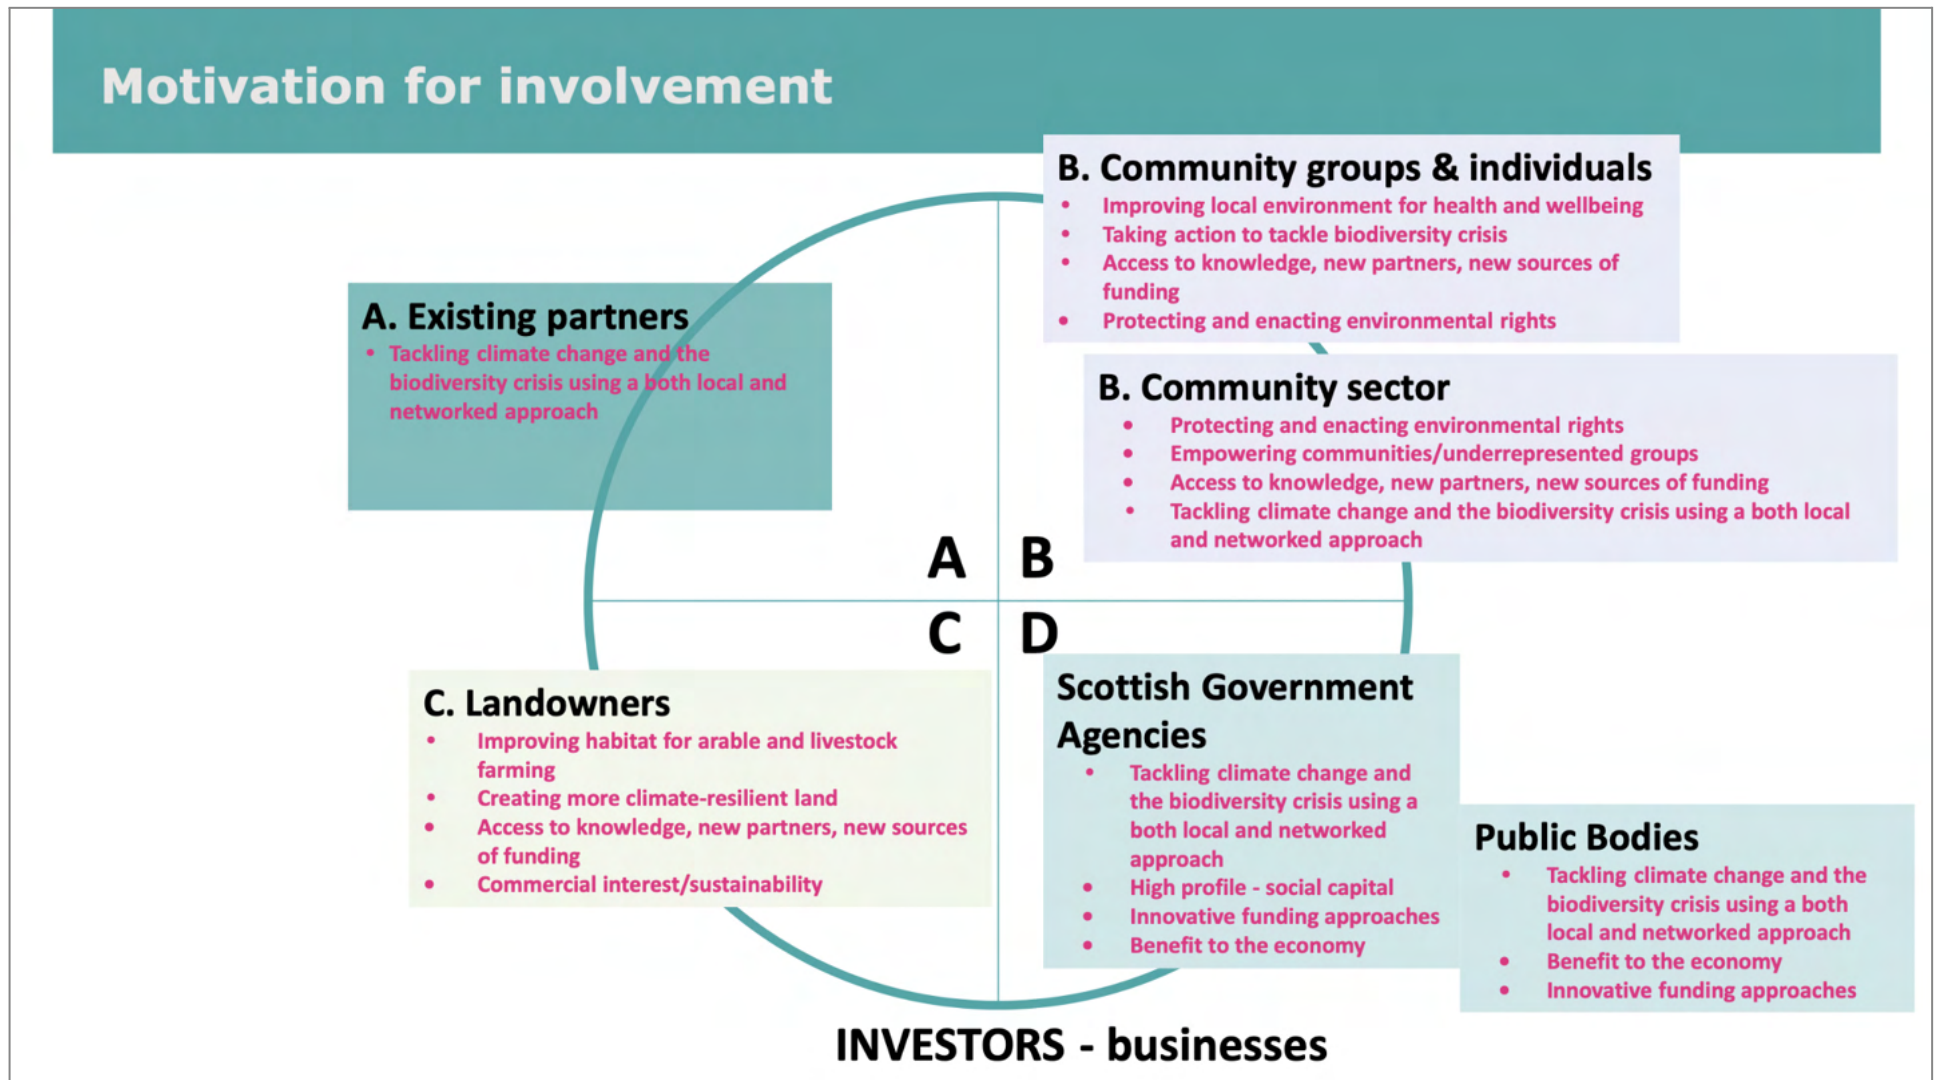 Motivation for involvement
B. Community groups & individuals
• Improving local environment for health and wellbeing
• Taking action to tackle biodiversity crisis
• Access to knowledge, new partners, new sources of
funding
• Protecting and enacting environmental rights
A. Existing partners
• Tackling climate change and the
biodiversity crisis using a both local and
networked approach
B. Community sector
• Protecting and enacting environmental rights
• Empowering communities/underrepresented groups
• Access to knowledge, new partners, new sources of funding
• Tackling climate change and the biodiversity crisis using a both local
and networked approach
A B
C D
C. Landowners
• Improving habitat for arable and livestock
farming
• Creating more climate-resilient land
• Access to knowledge, new partners, new sources
of funding
• Commercial interest/sustainability
Scottish Government
Agencies
• Tackling climate change and
the biodiversity crisis using a
both local and networked
approach
• High profile - social capital
• Innovative funding approaches
• Benefit to the economy
Public Bodies
• Tackling climate change and the
biodiversity crisis using a both
local and networked approach
• Benefit to the economy
• Innovative funding approaches
INVESTORS - businesses